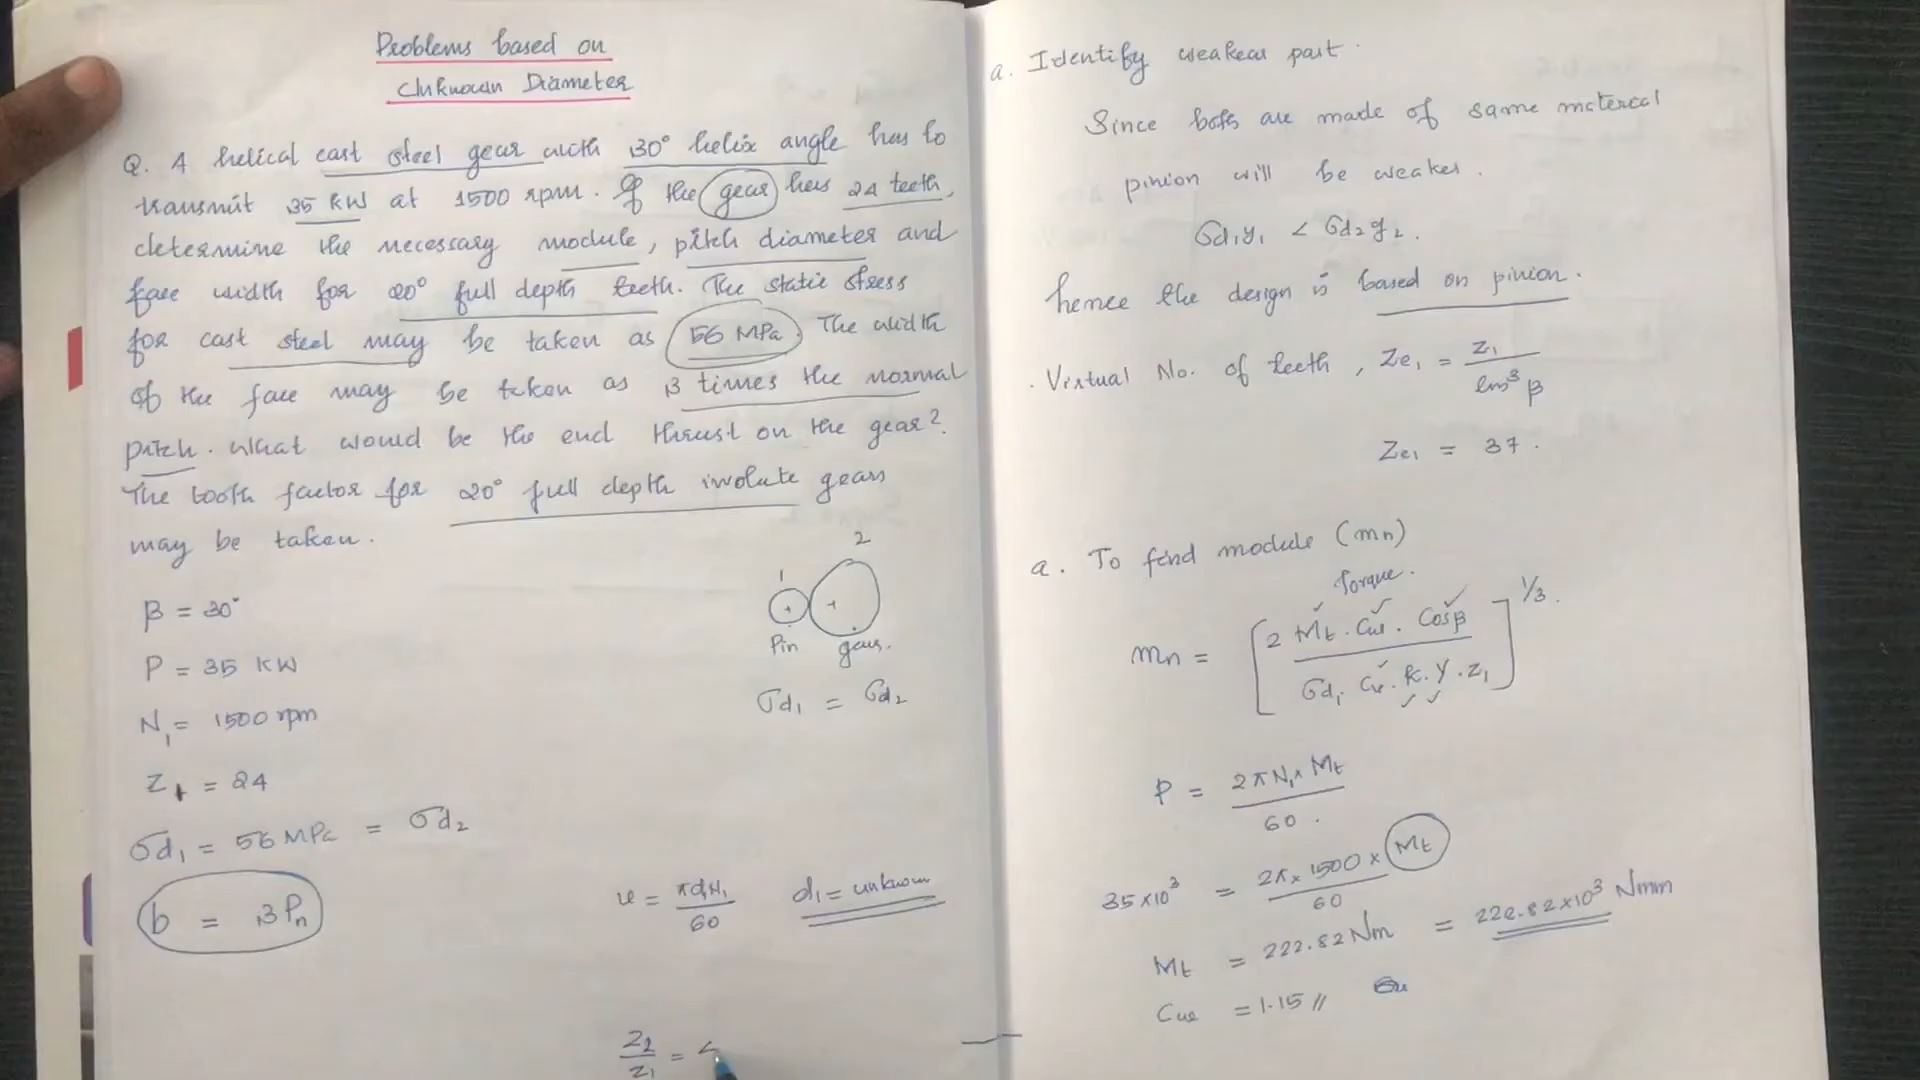 Problems based on
Unknown Diameter
Q. A helical cast steel gear with 30° helix angle has to
transmit 35 KW at 1500 rpm. If the gear has 24 teeth,
determine the necessary module, pitch diameter and
face width for 20° full depth teeth. The static stress
for cast steel may be taken as 56 MPa. The width
of the face may be taken as 3 times the normal
pitch. What would be the end thrust on the gear?
The tooth factor for 20° full depth involute gears
may be taken.
β = 30°
P = 35 KW
N₁ = 1500 rpm
Z₁ = 24
σd₁ = 56 MPa = σd₂
b = 3Pn
1
2
Pin
gear.
σd₁ = σd₂
v = πd₁N₁ / 60
d₁ = unknown
Z₂ / Z₁ =
a. Identify weaker part.
Since both are made of same material
pinion will be weaker.
σd₁y₁ < σd₂y₂.
hence the design is based on pinion.
. Virtual No. of teeth, Ze₁ = Z₁ / cos³ β
Ze₁ = 37.
a. To find module (mn)
Torque.
mn = [2 Mt. Cw. Cosβ / σd₁. Cv. K. Y. Z₁]^1/3.
P = 2πN₁ x Mt / 60.
35x10³ = 2π x 1500 x Mt / 60
Mt = 222.82 Nm = 222.82x10³ Nmm
Cw = 1.15 //